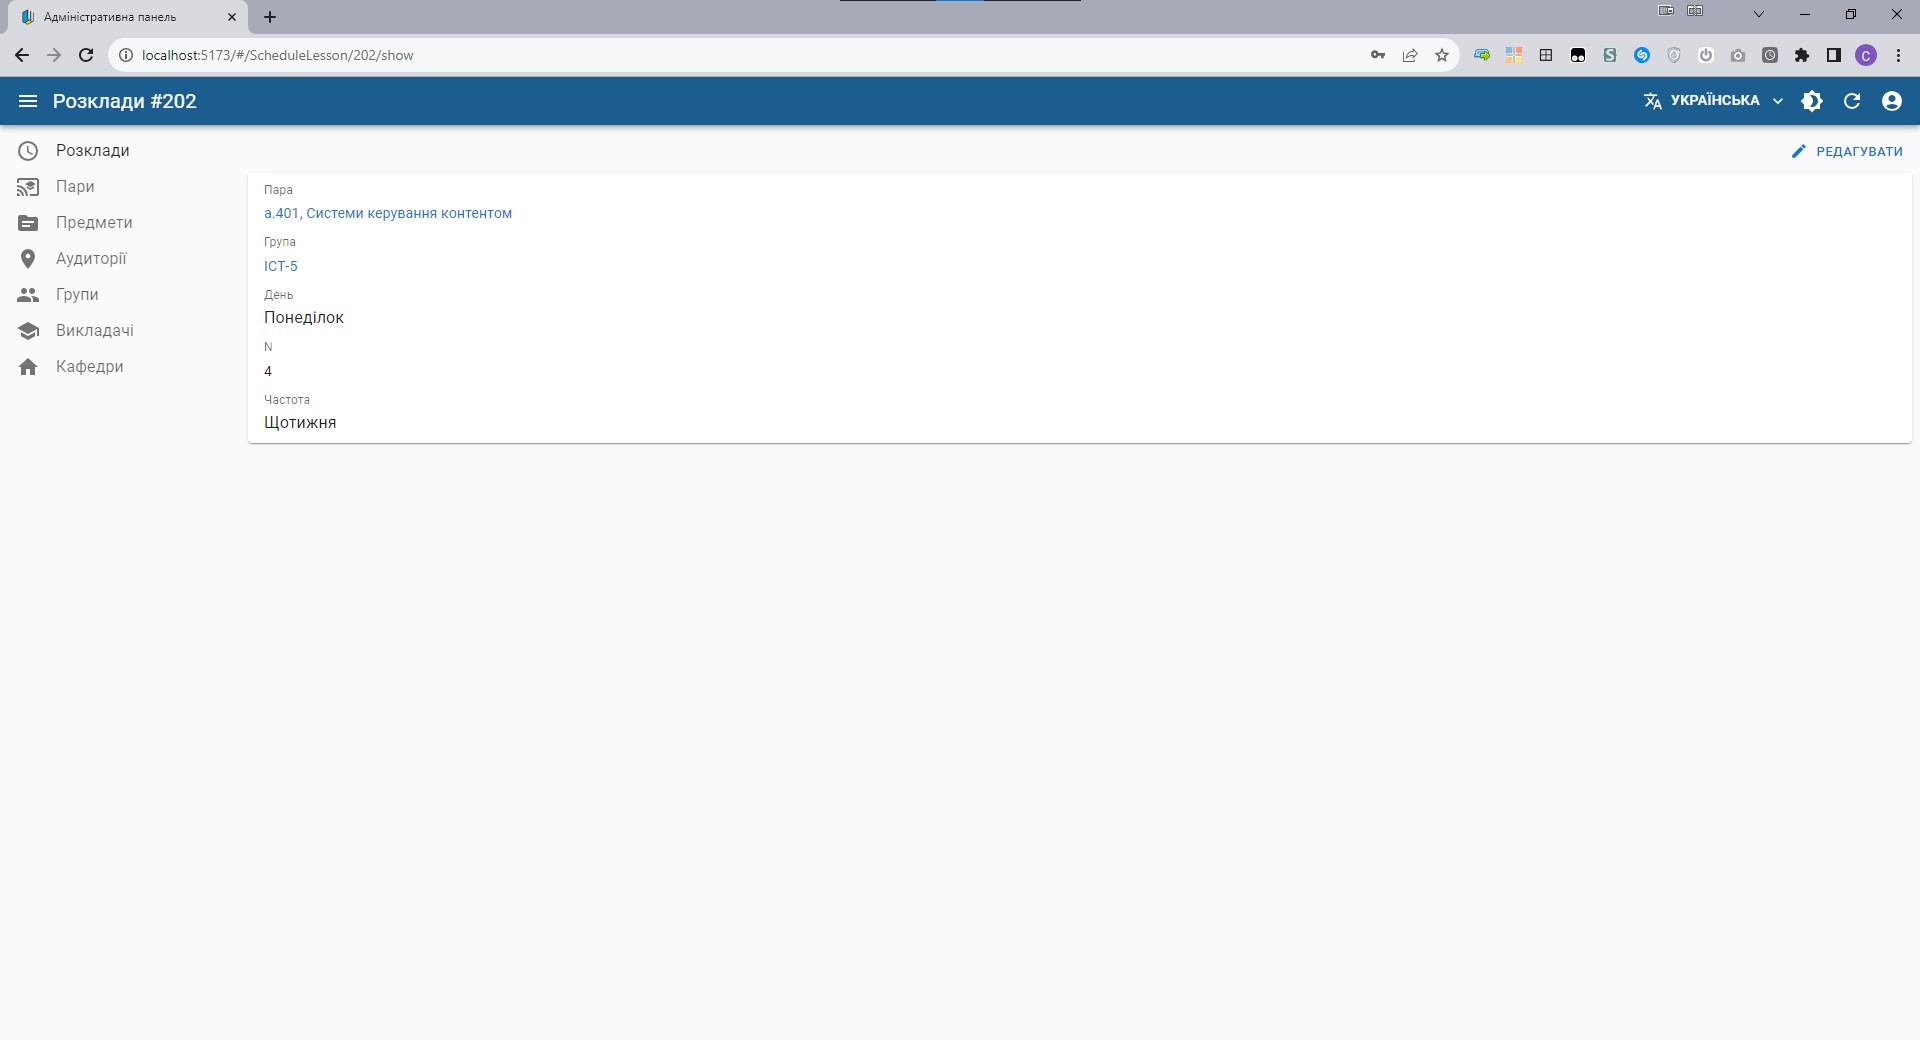 Адміністративна панель
localhost:5173/#/ScheduleLesson/202/show
C
Розклади #202
УКРАЇНСЬКА
Розклади
Пари
Предмети
Аудиторії
Групи
Викладачі
Кафедри
РЕДАГУВАТИ
Пара
а.401, Системи керування контентом
Група
ІСТ-5
День
Понеділок
N
4
Частота
Щотижня